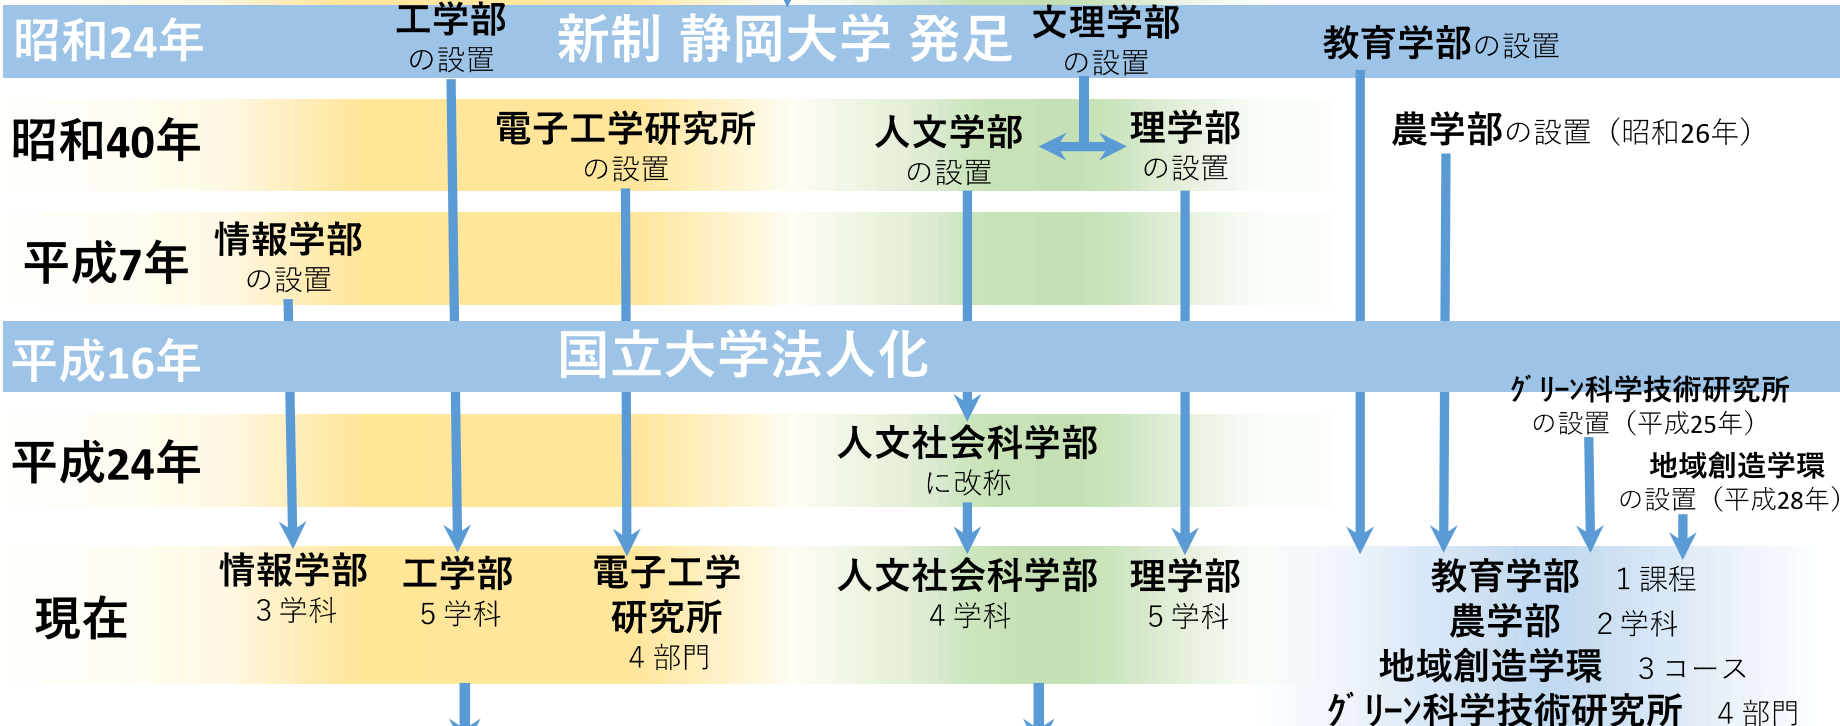 昭和24年
工学部
の設置
新制 静岡大学 発足
文理学部
の設置
教育学部の設置
昭和40年
電子工学研究所
の設置
人文学部
の設置
理学部
の設置
農学部の設置（昭和26年）
平成7年
情報学部
の設置
平成16年
国立大学法人化
グリーン科学技術研究所
の設置（平成25年）
平成24年
人文社会科学部
に改称
地域創造学環
の設置（平成28年）
現在
情報学部
3 学科
工学部
5 学科
電子工学
研究所
4 部門
人文社会科学部
4 学科
理学部
5 学科
教育学部 1 課程
農学部 2 学科
地域創造学環 3 コース
グリーン科学技術研究所 4 部門